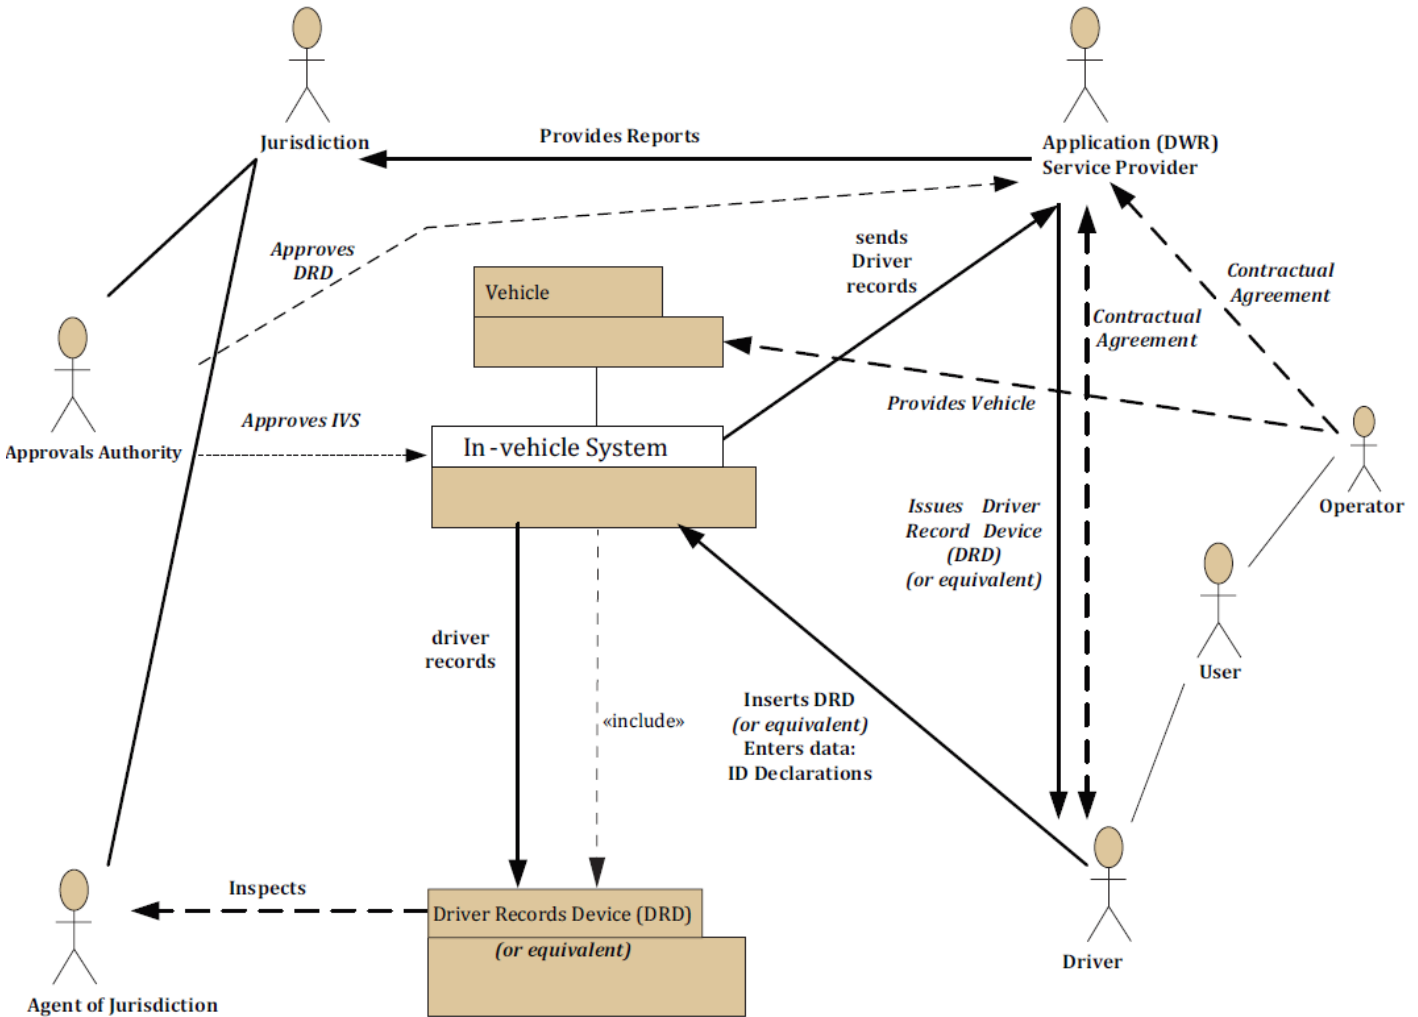 Jurisdiction
Provides Reports
Application (DWR)
Service Provider
Approves
DRD
sends
Driver
records
Contractual
Agreement
Vehicle
Contractual
Agreement
Provides Vehicle
Approvals Authority
Approves IVS
In-vehicle System
Operator
Issues Driver
Record Device
(DRD)
(or equivalent)
driver
records
User
«include»
Inserts DRD
(or equivalent)
Enters data:
ID Declarations
Inspects
Driver Records Device (DRD)
(or equivalent)
Driver
Agent of Jurisdiction